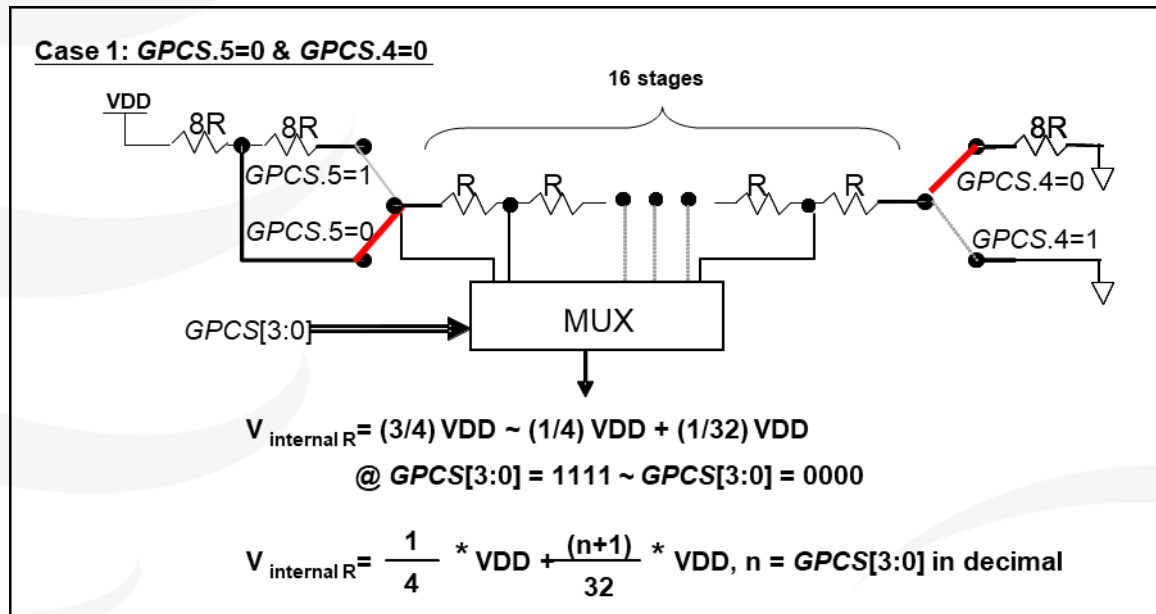 Case 1: GPCS.5=0 & GPCS.4=0
16 stages
VDD
8R
8R
8R
GPCS.5=1
R
R
R
R
GPCS.4=0
GPCS.5=0
GPCS.4=1
MUX
GPCS[3:0]
V internal R= (3/4) VDD ~ (1/4) VDD + (1/32) VDD
@ GPCS[3:0] = 1111 ~ GPCS[3:0] = 0000
V internal R= 1/4 * VDD + (n+1)/32 * VDD, n = GPCS[3:0] in decimal